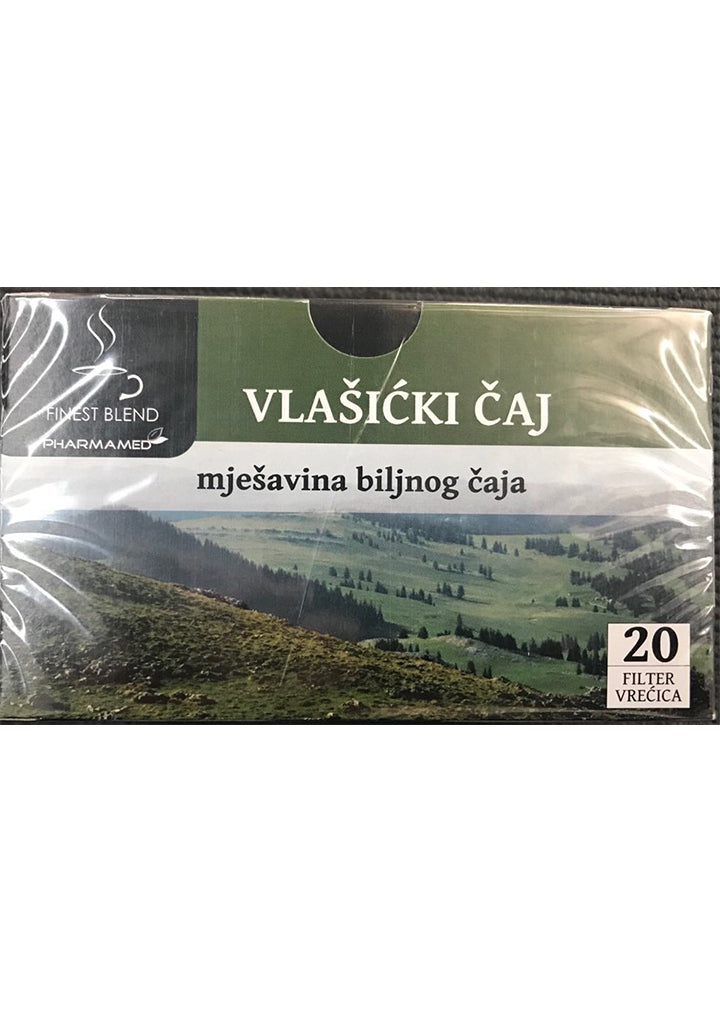 FINEST BLEND
PHARMAMED
VLAŠIĆKI ČAJ
mješavina biljnog čaja
20
FILTER
VREĆICA